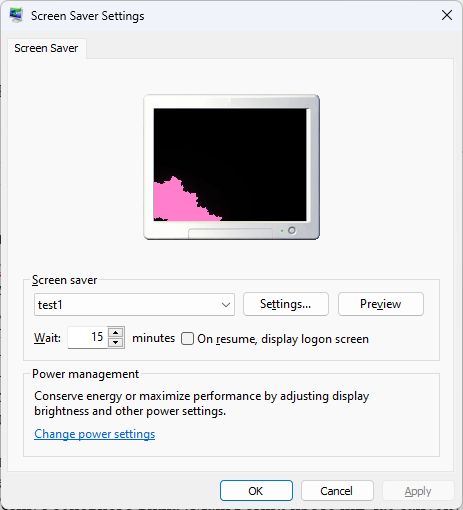 Screen Saver Settings
Screen Saver
Screen saver
test1
Settings...
Preview
Wait: 15 minutes
On resume, display logon screen
Power management
Conserve energy or maximize performance by adjusting display
brightness and other power settings.
Change power settings
OK
Cancel
Apply